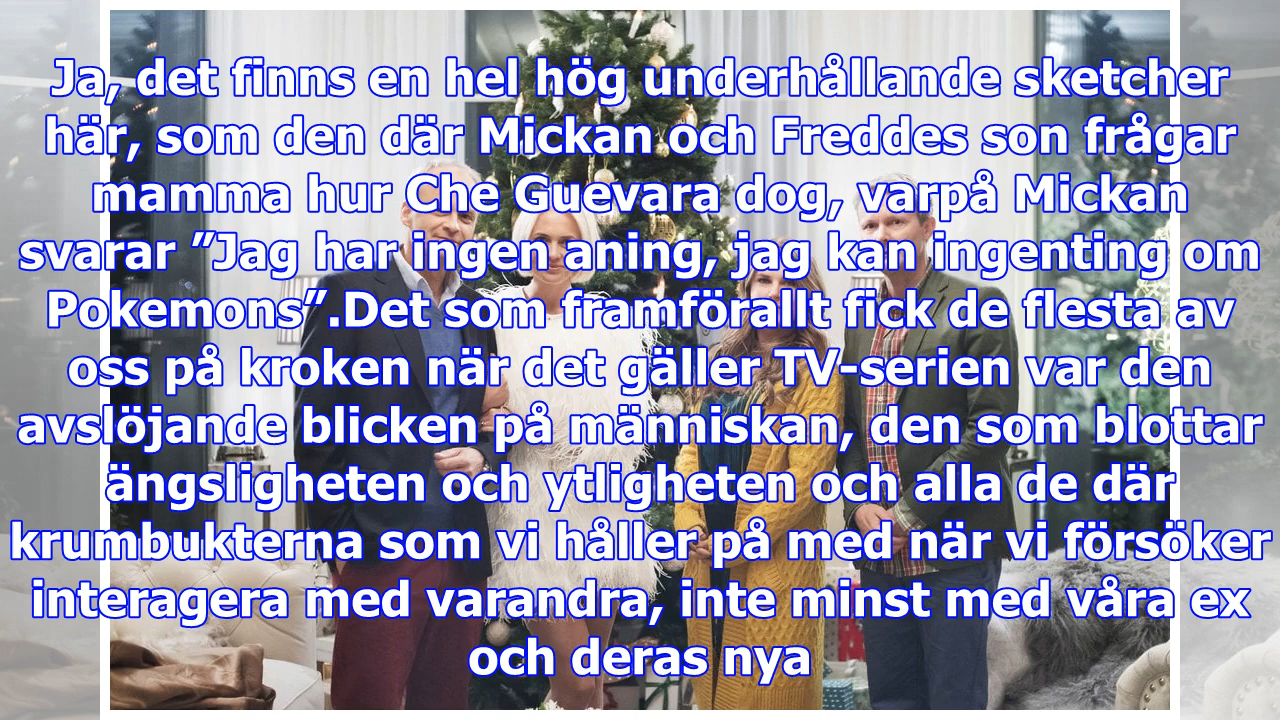 Ja, det finns en hel hög underhållande sketcher
här, som den där Mickan och Freddes son frågar
mamma hur Che Guevara dog, varpå Mickan
svarar ”Jag har ingen aning, jag kan ingenting om
Pokemons”.Det som framförallt fick de flesta av
oss på kroken när det gäller TV-serien var den
avslöjande blicken på människan, den som blottar
ängsligheten och ytligheten och alla de där
krumbukterna som vi håller på med när vi försöker
interagera med varandra, inte minst med våra ex
och deras nya